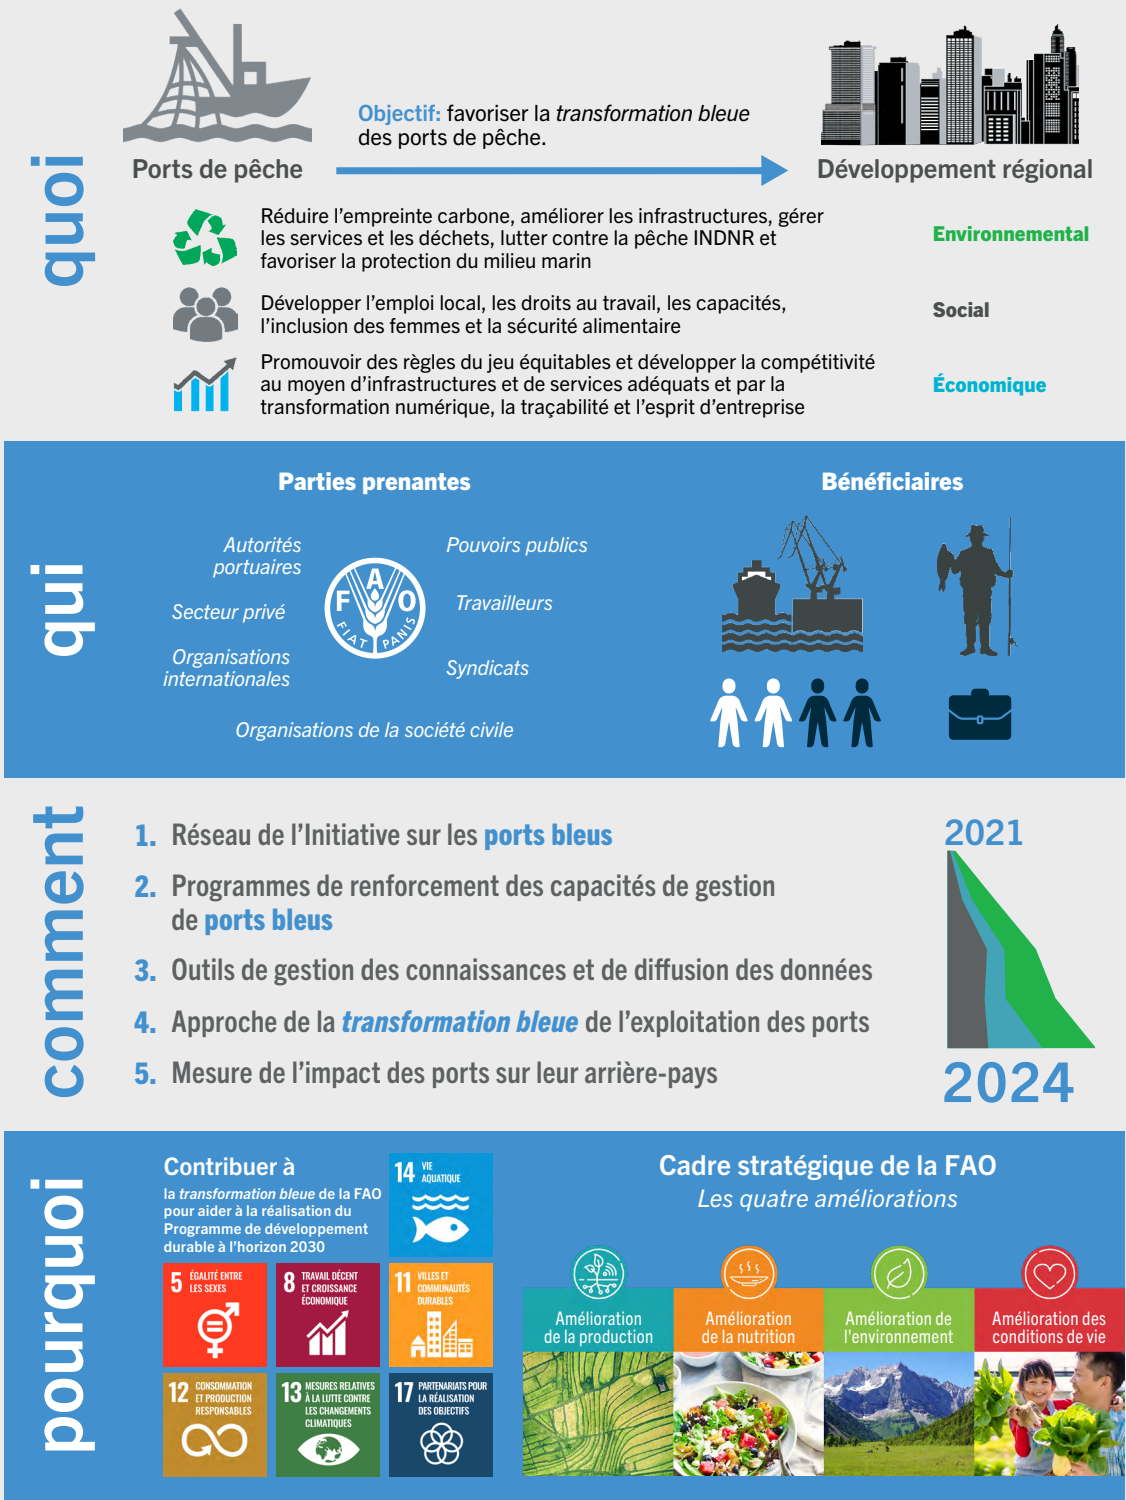 quoi
Objectif: favoriser la transformation bleue
des ports de pêche.
Ports de pêche
Développement régional
Réduire l’empreinte carbone, améliorer les infrastructures, gérer
les services et les déchets, lutter contre la pêche INDNR et
favoriser la protection du milieu marin
Environnemental
Développer l’emploi local, les droits au travail, les capacités,
l’inclusion des femmes et la sécurité alimentaire
Social
Promouvoir des règles du jeu équitables et développer la compétitivité
au moyen d’infrastructures et de services adéquats et par la
transformation numérique, la traçabilité et l’esprit d’entreprise
Économique
qui
Parties prenantes
Autorités
portuaires
Secteur privé
Organisations
internationales
F A O
FIAT PANIS
Pouvoirs publics
Travailleurs
Syndicats
Organisations de la société civile
Bénéficiaires
comment
1. Réseau de l’Initiative sur les ports bleus
2. Programmes de renforcement des capacités de gestion
de ports bleus
3. Outils de gestion des connaissances et de diffusion des données
4. Approche de la transformation bleue de l’exploitation des ports
5. Mesure de l’impact des ports sur leur arrière-pays
2021
2024
pourquoi
Contribuer à
la transformation bleue de la FAO
pour aider à la réalisation du
Programme de développement
durable à l’horizon 2030
14 VIE
AQUATIQUE
5 ÉGALITÉ ENTRE
LES SEXES
8 TRAVAIL DÉCENT
ET CROISSANCE
ÉCONOMIQUE
11 VILLES ET
COMMUNAUTÉS
DURABLES
12 CONSOMMATION
ET PRODUCTION
RESPONSABLES
13 MESURES RELATIVES
À LA LUTTE CONTRE
LES CHANGEMENTS
CLIMATIQUES
17 PARTENARIATS POUR
LA RÉALISATION
DES OBJECTIFS
Cadre stratégique de la FAO
Les quatre améliorations
Amélioration
de la production
Amélioration
de la nutrition
Amélioration de
l'environnement
Amélioration des
conditions de vie